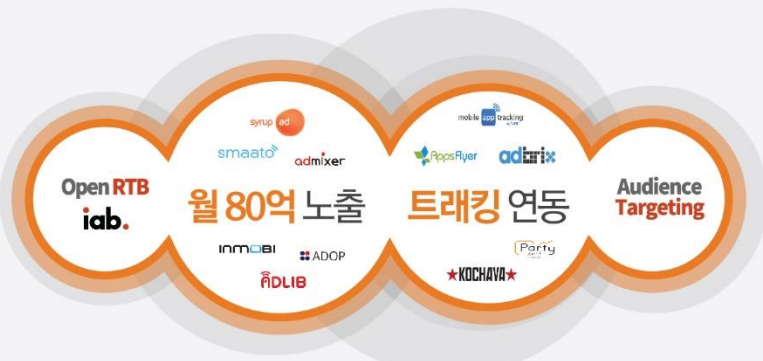 Open RTB
iab.
syrup ad
smaato
admixer
월 80억 노출
INMOBI
ADOP
ADLIB
mobile app tracking
AppsFlyer
adbrix
트래킹 연동
Party
KOCHAVA
Audience
Targeting